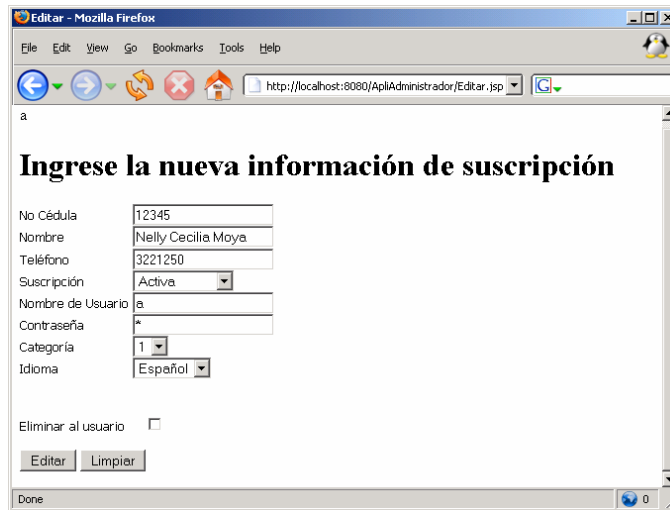 Editar - Mozilla Firefox
File Edit View Go Bookmarks Tools Help
http://localhost:8080/ApliAdministrador/Editar.jsp G
a
Ingrese la nueva información de suscripción
No Cédula 12345
Nombre Nelly Cecilia Moya
Teléfono 3221250
Suscripción Activa
Nombre de Usuario a
Contraseña *
Categoría 1
Idioma Español
Eliminar al usuario
Editar Limpiar
Done 0